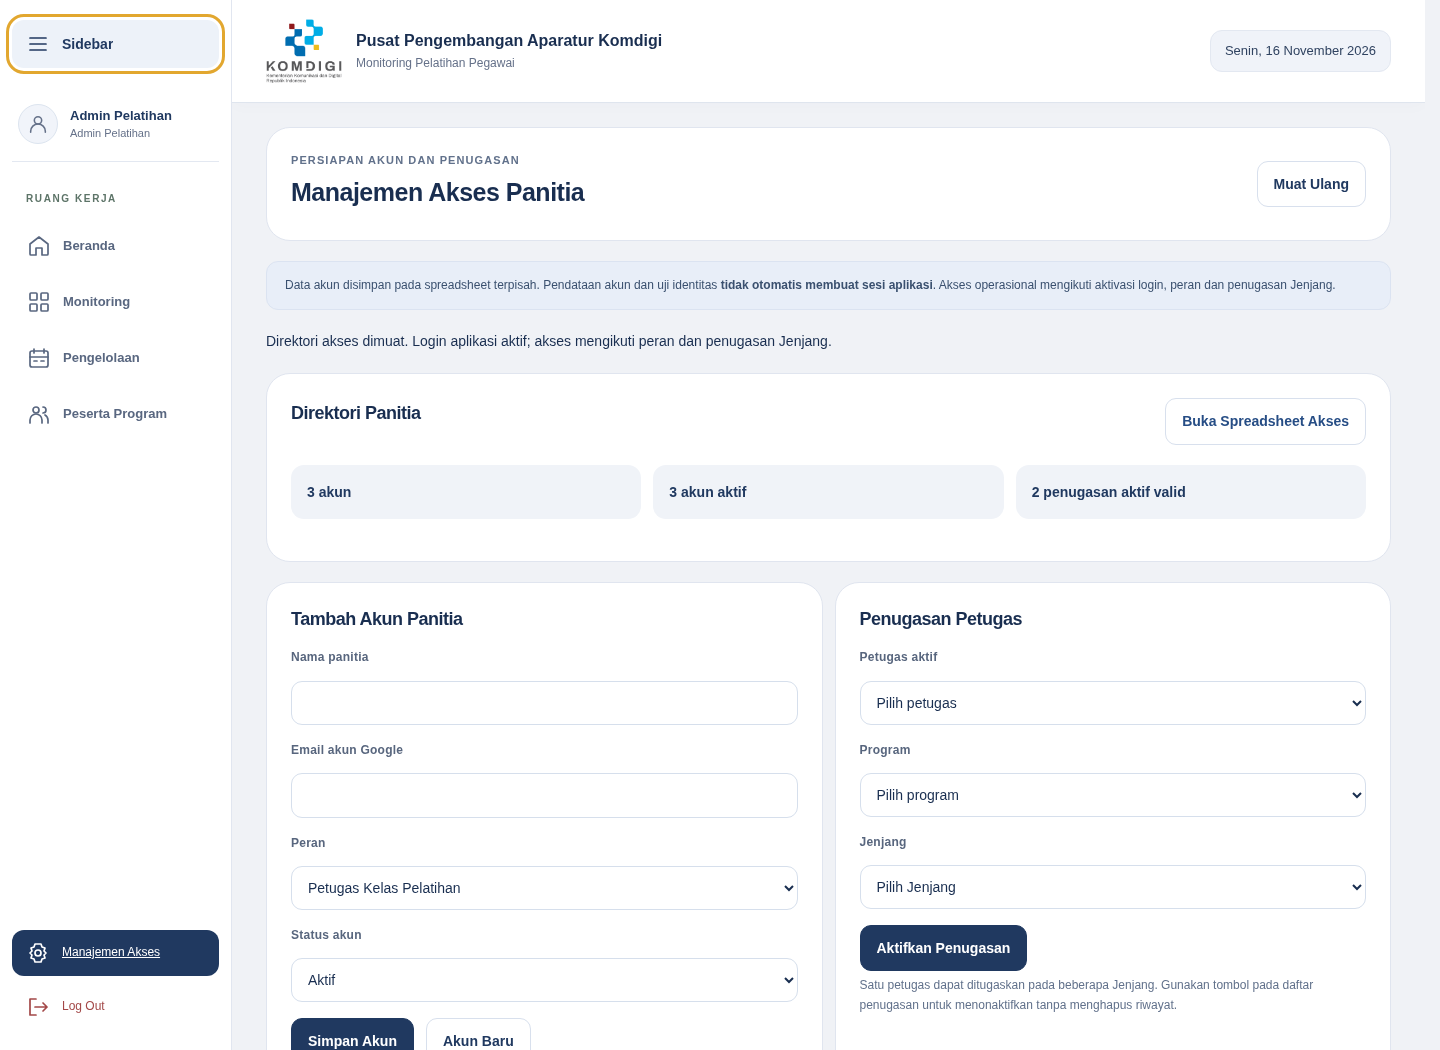 Sidebar
Admin Pelatihan
Admin Pelatihan
RUANG KERJA
Beranda
Monitoring
Pengelolaan
Peserta Program
Manajemen Akses
Log Out
KOMDIGI
Kementerian Komunikasi dan Digital
Republik Indonesia
Pusat Pengembangan Aparatur Komdigi
Monitoring Pelatihan Pegawai
Senin, 16 November 2026
PERSIAPAN AKUN DAN PENUGASAN
Manajemen Akses Panitia
Muat Ulang
Data akun disimpan pada spreadsheet terpisah. Pendataan akun dan uji identitas tidak otomatis membuat sesi aplikasi. Akses operasional mengikuti aktivasi login, peran dan penugasan Jenjang.
Direktori akses dimuat. Login aplikasi aktif; akses mengikuti peran dan penugasan Jenjang.
Direktori Panitia
Buka Spreadsheet Akses
3 akun
3 akun aktif
2 penugasan aktif valid
Tambah Akun Panitia
Nama panitia
Email akun Google
Peran
Petugas Kelas Pelatihan
Status akun
Aktif
Simpan Akun
Akun Baru
Penugasan Petugas
Petugas aktif
Pilih petugas
Program
Pilih program
Jenjang
Pilih Jenjang
Aktifkan Penugasan
Satu petugas dapat ditugaskan pada beberapa Jenjang. Gunakan tombol pada daftar
penugasan untuk menonaktifkan tanpa menghapus riwayat.